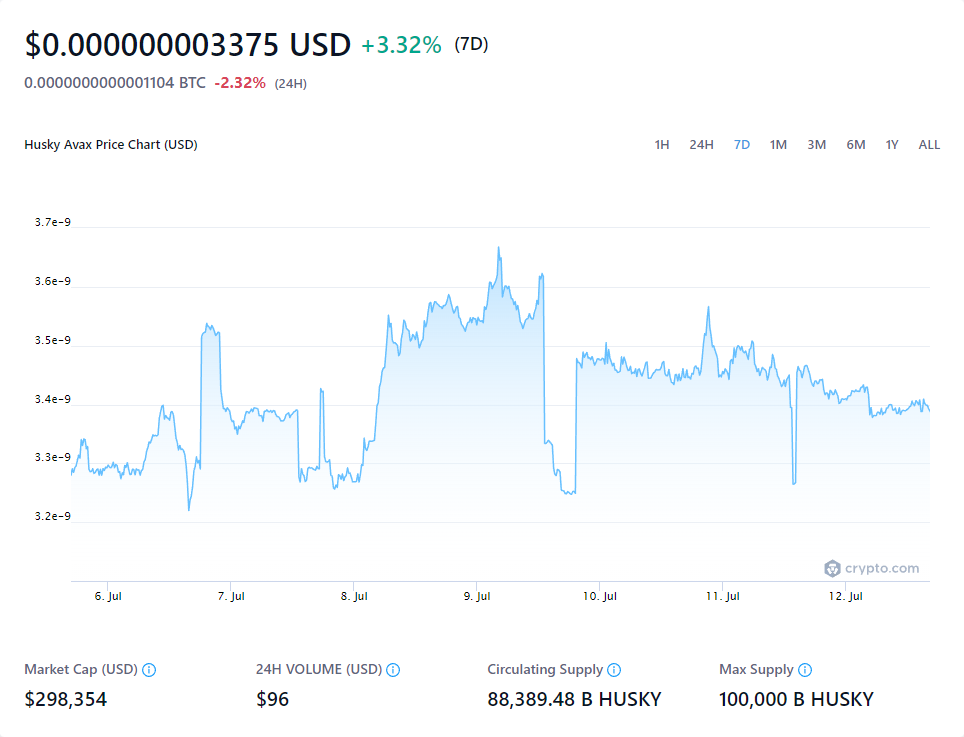 $0.000000003375 USD +3.32% (7D)
0.0000000000001104 BTC -2.32% (24H)
Husky Avax Price Chart (USD)
1H 24H 7D 1M 3M 6M 1Y ALL
3.7e-9
3.6e-9
3.5e-9
3.4e-9
3.3e-9
3.2e-9
crypto.com
6. Jul 7. Jul 8. Jul 9. Jul 10. Jul 11. Jul 12. Jul
Market Cap (USD) 24H VOLUME (USD) Circulating Supply Max Supply
$298,354 $96 88,389.48 B HUSKY 100,000 B HUSKY